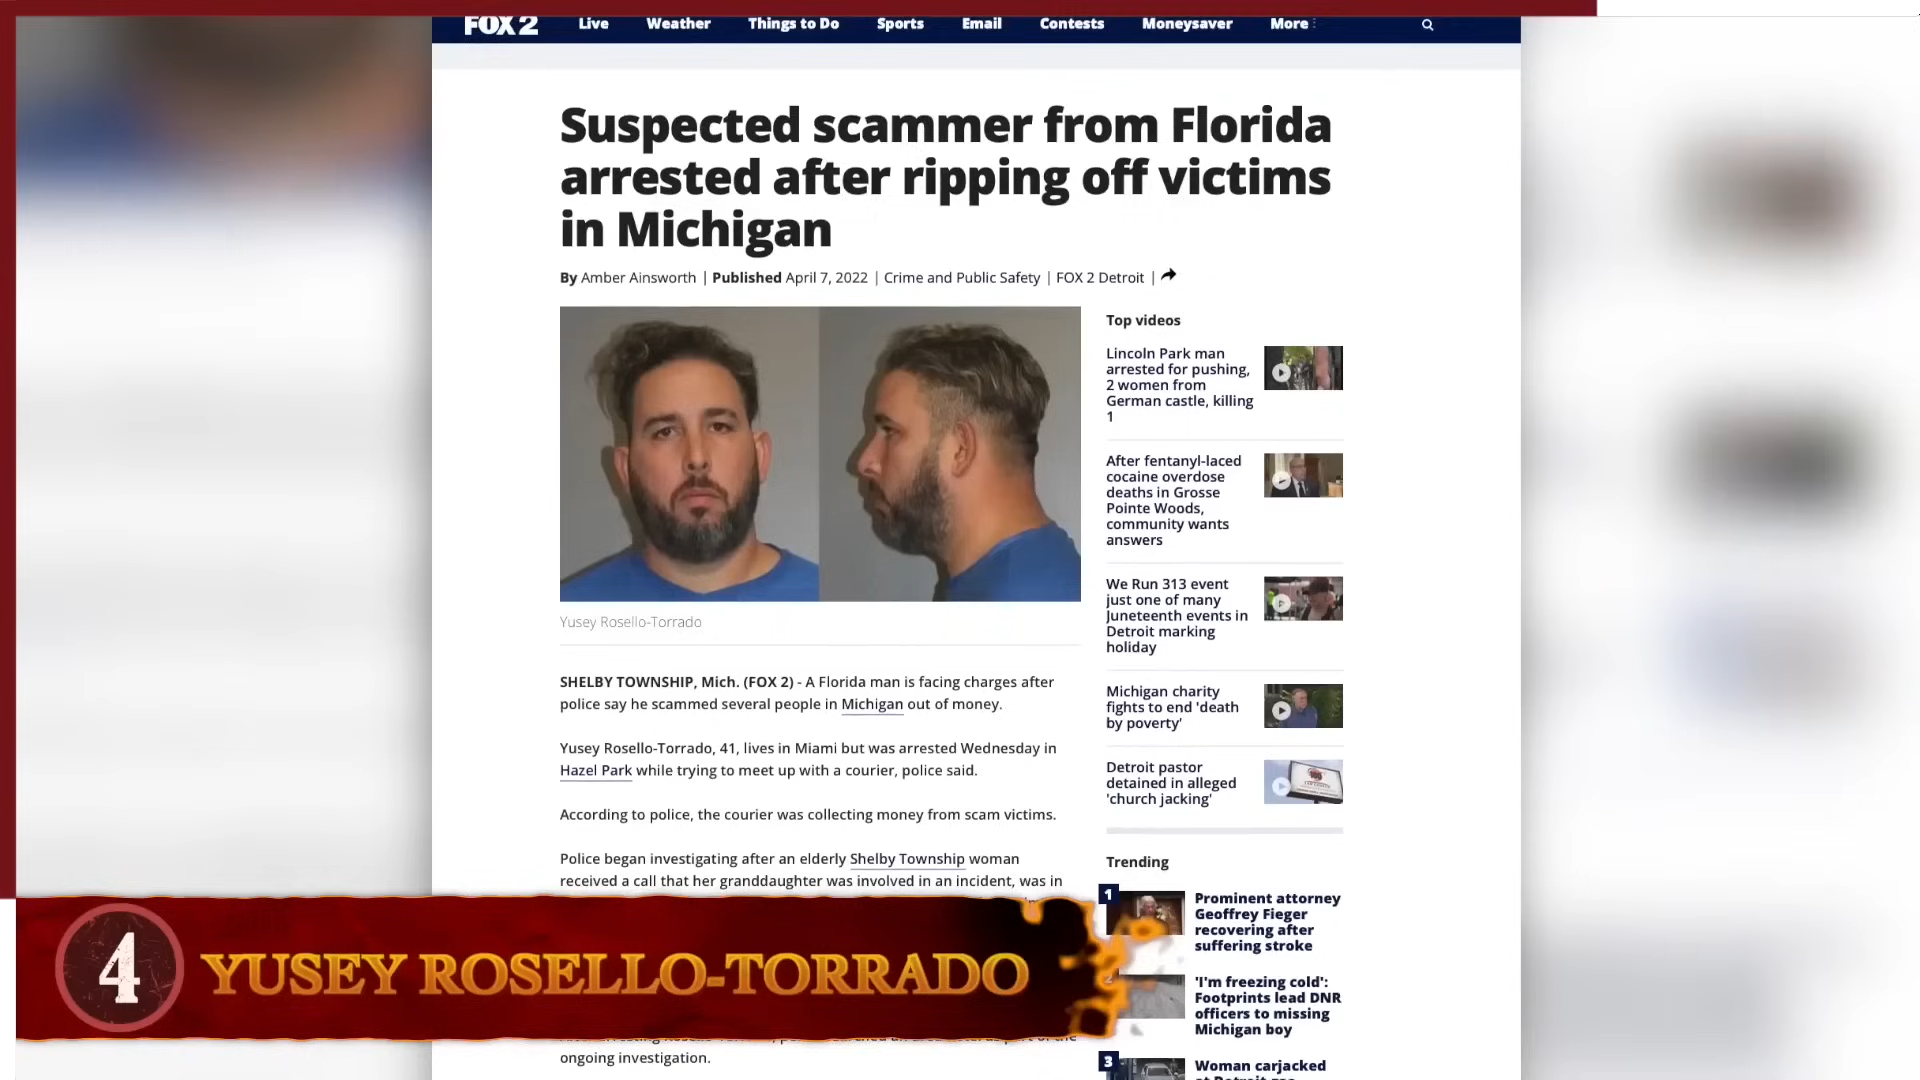 FOX 2 Live Weather Things to Do Sports Email Contests Moneysaver More
Suspected scammer from Florida
arrested after ripping off victims
in Michigan
By Amber Ainsworth | Published April 7, 2022 | Crime and Public Safety | FOX 2 Detroit |
Yusey Rosello-Torrado
SHELBY TOWNSHIP, Mich. (FOX 2) - A Florida man is facing charges after
police say he scammed several people in Michigan out of money.
Yusey Rosello-Torrado, 41, lives in Miami but was arrested Wednesday in
Hazel Park while trying to meet up with a courier, police said.
According to police, the courier was collecting money from scam victims.
Police began investigating after an elderly Shelby Township woman
received a call that her granddaughter was involved in an incident, was in
ongoing investigation.
Top videos
Lincoln Park man
arrested for pushing,
2 women from
German castle, killing
1
After fentanyl-laced
cocaine overdose
deaths in Grosse
Pointe Woods,
community wants
answers
We Run 313 event
just one of many
Juneteenth events in
Detroit marking
holiday
Michigan charity
fights to end 'death
by poverty'
Detroit pastor
detained in alleged
'church jacking'
Trending
1
Prominent attorney
Geoffrey Fieger
recovering after
suffering stroke
'I'm freezing cold':
Footprints lead DNR
officers to missing
Michigan boy
3
Woman carjacked
4 YUSEY ROSELLO-TORRADO